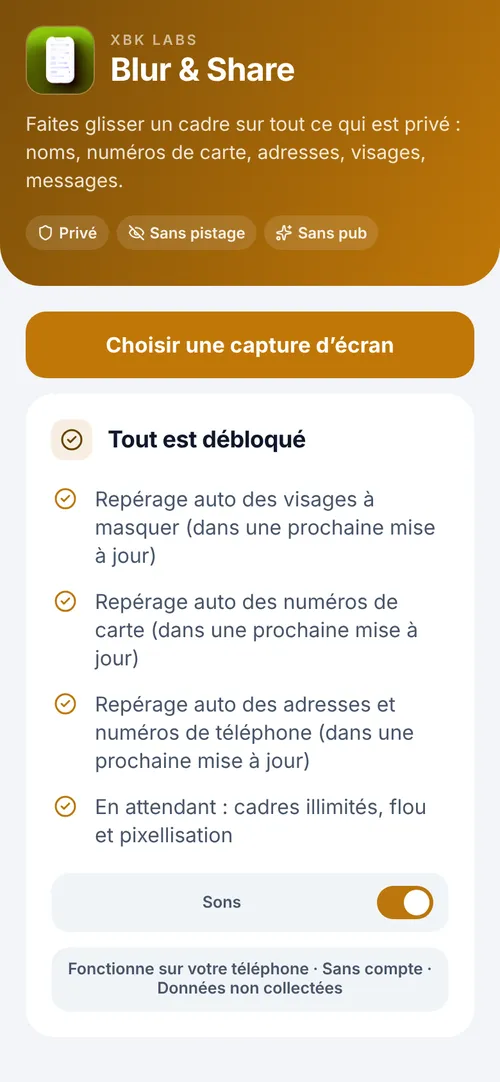 XBK LABS
Blur & Share
Faites glisser un cadre sur tout ce qui est privé :
noms, numéros de carte, adresses, visages,
messages.
Privé
Sans pistage
Sans pub
Choisir une capture d’écran
Tout est débloqué
Repérage auto des visages à
masquer (dans une prochaine mise
à jour)
Repérage auto des numéros de
carte (dans une prochaine mise à
jour)
Repérage auto des adresses et
numéros de téléphone (dans une
prochaine mise à jour)
En attendant : cadres illimités, flou
et pixellisation
Sons
Fonctionne sur votre téléphone · Sans compte ·
Données non collectées